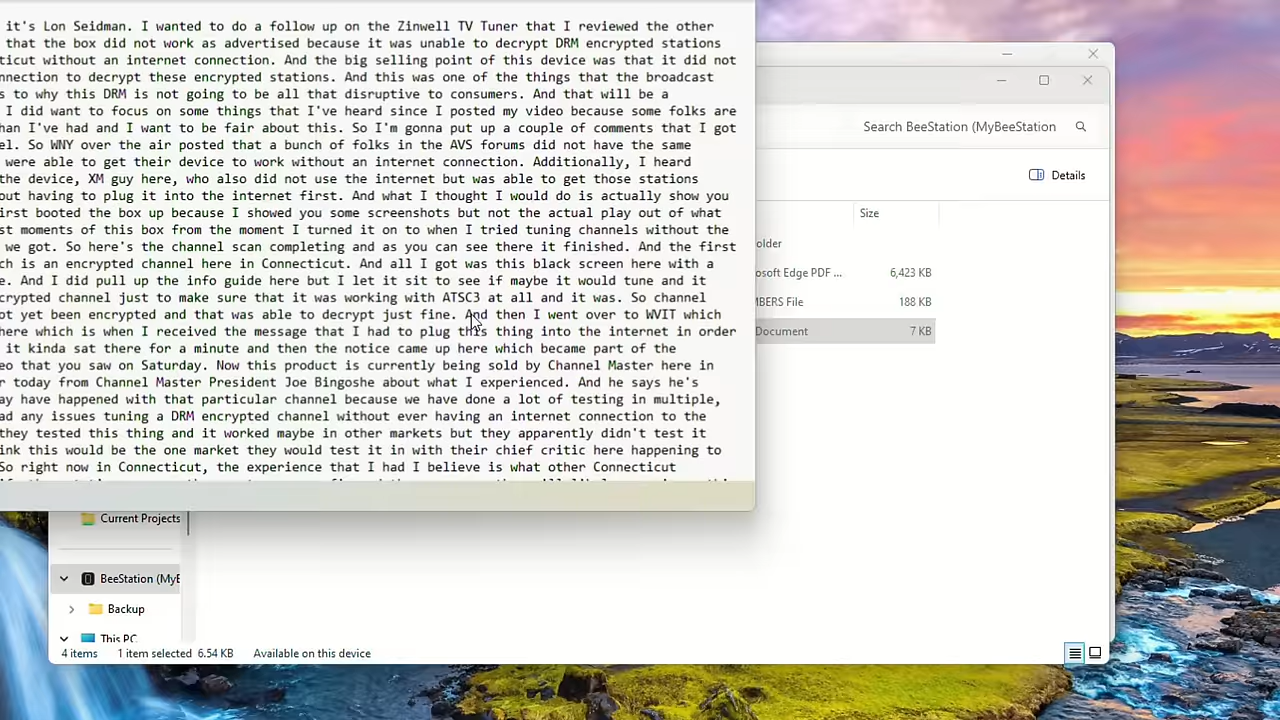 it's Lon Seidman. I wanted to do a follow up on the Zinwell TV Tuner that I reviewed the other
that the box did not work as advertised because it was unable to decrypt DRM encrypted stations
ticut without an internet connection. And the big selling point of this device was that it did not
nnection to decrypt these encrypted stations. And this was one of the things that the broadcast
s to why this DRM is not going to be all that disruptive to consumers. And that will be a
I did want to focus on some things that I've heard since I posted my video because some folks are
han I've had and I want to be fair about this. So I'm gonna put up a couple of comments that I got
el. So WNY over the air posted that a bunch of folks in the AVS forums did not have the same
were able to get their device to work without an internet connection. Additionally, I heard
the device, XM guy here, who also did not use the internet but was able to get those stations
out having to plug it into the internet first. And what I thought I would do is actually show you
irst booted the box up because I showed you some screenshots but not the actual play out of what
st moments of this box from the moment I turned it on to when I tried tuning channels without the
we got. So here's the channel scan completing and as you can see there it finished. And the first
ch is an encrypted channel here in Connecticut. And all I got was this black screen here with a
e. And I did pull up the info guide here but I let it sit to see if maybe it would tune and it
crypted channel just to make sure that it was working with ATSC3 at all and it was. So channel
ot yet been encrypted and that was able to decrypt just fine. And then I went over to WVIT which
here which is when I received the message that I had to plug this thing into the internet in order
it kinda sat there for a minute and then the notice came up here which became part of the
eo that you saw on Saturday. Now this product is currently being sold by Channel Master here in
r today from Channel Master President Joe Bingoshe about what I experienced. And he says he's
ay have happened with that particular channel because we have done a lot of testing in multiple,
ad any issues tuning a DRM encrypted channel without ever having an internet connection to the
they tested this thing and it worked maybe in other markets but they apparently didn't test it
ink this would be the one market they would test it in with their chief critic here happening to
So right now in Connecticut, the experience that I had I believe is what other Connecticut
Search BeeStation (MyBeeStation
Details
Size
older
osoft Edge PDF ... 6,423 KB
MBERS File 188 KB
Document 7 KB
Current Projects
BeeStation (MyB
Backup
This PC
4 items 1 item selected 6.54 KB Available on this device